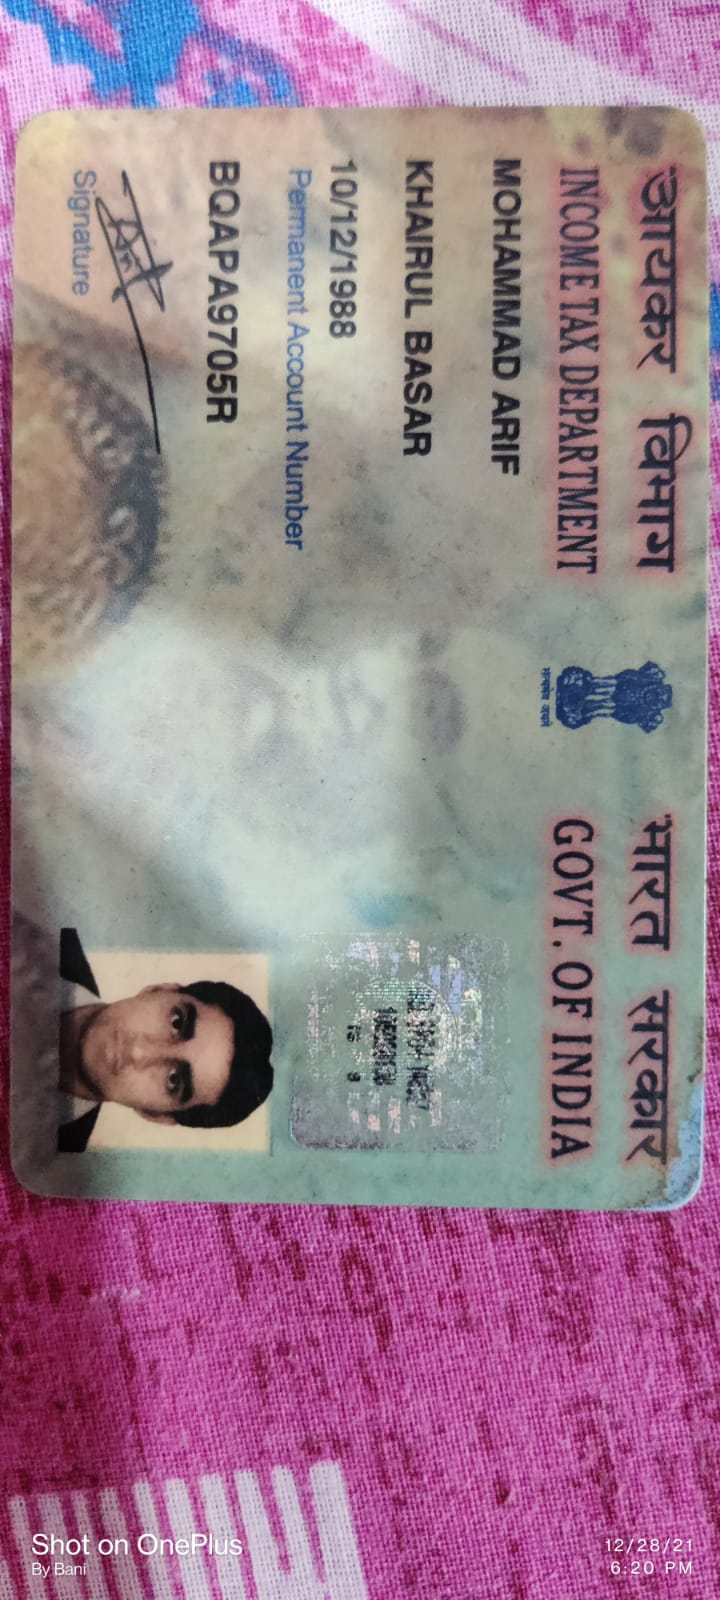 आयकर विभाग
INCOME TAX DEPARTMENT
भारत सरकार
GOVT. OF INDIA
MOHAMMAD ARIF
KHAIRUL BASAR
10/12/1988
Permanent Account Number
BQAPA9705R
Signature
Shot on OnePlus
By Bani
12/28/21
6:20 PM